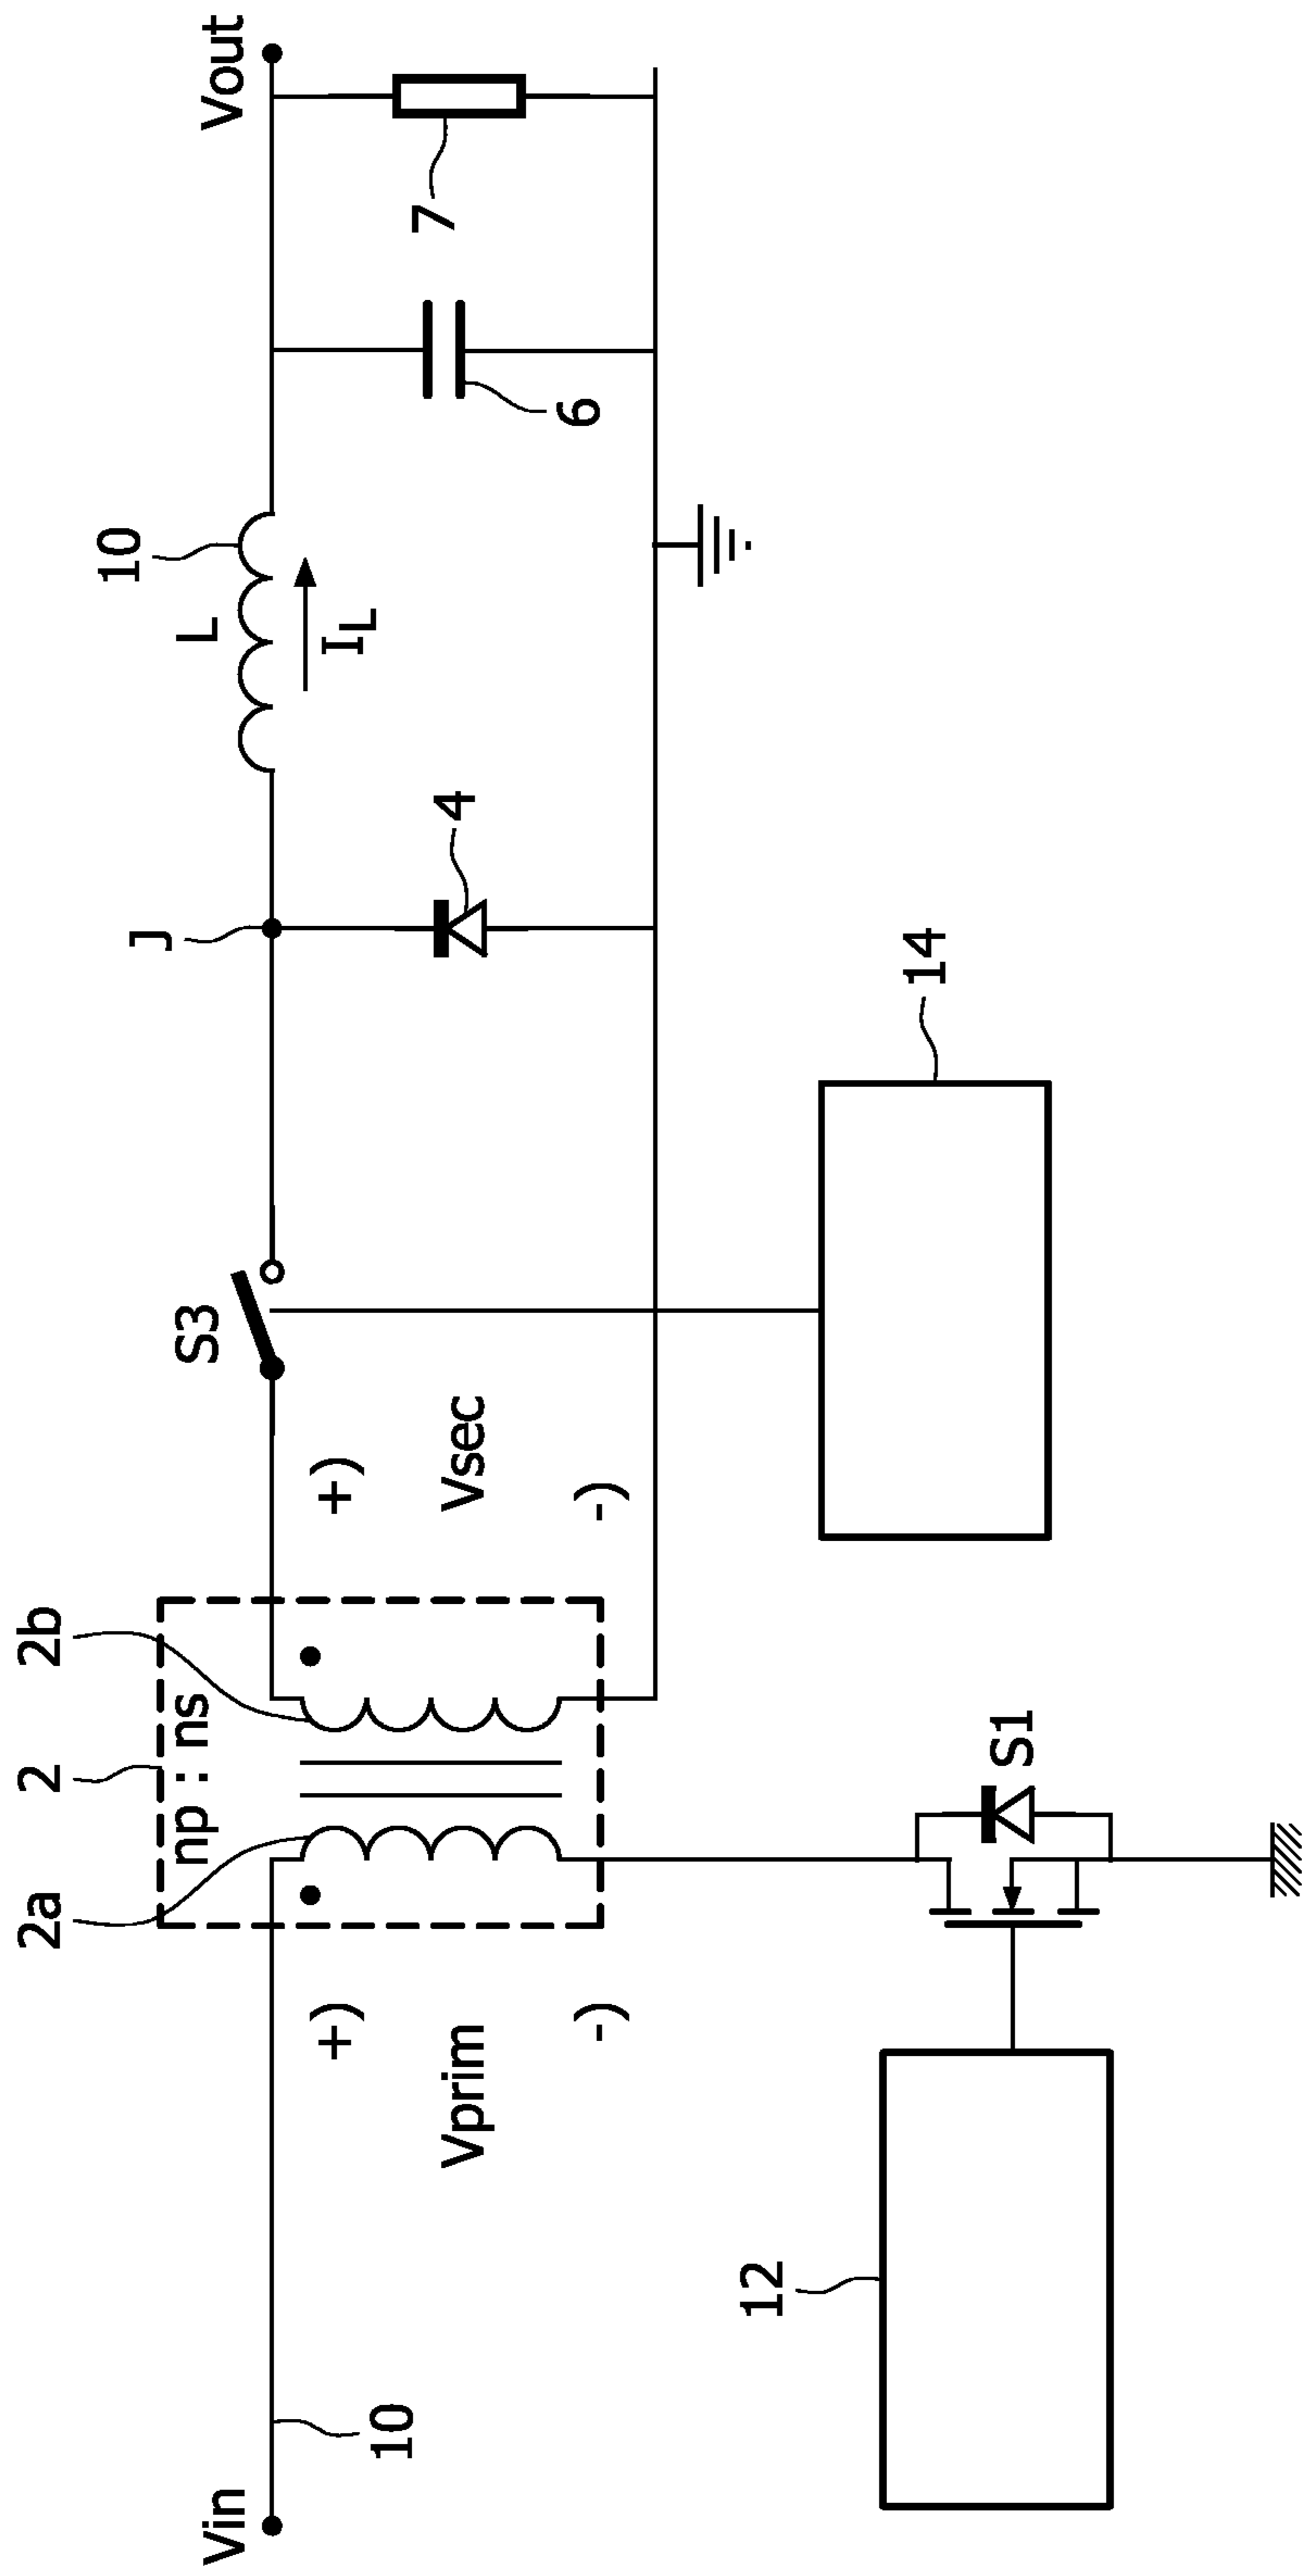 Vin
10
Vprim
+)
-)
12
2a
2
2b
np : ns
+)
Vsec
-)
S1
S3
14
J
4
L
10
IL
6
7
Vout